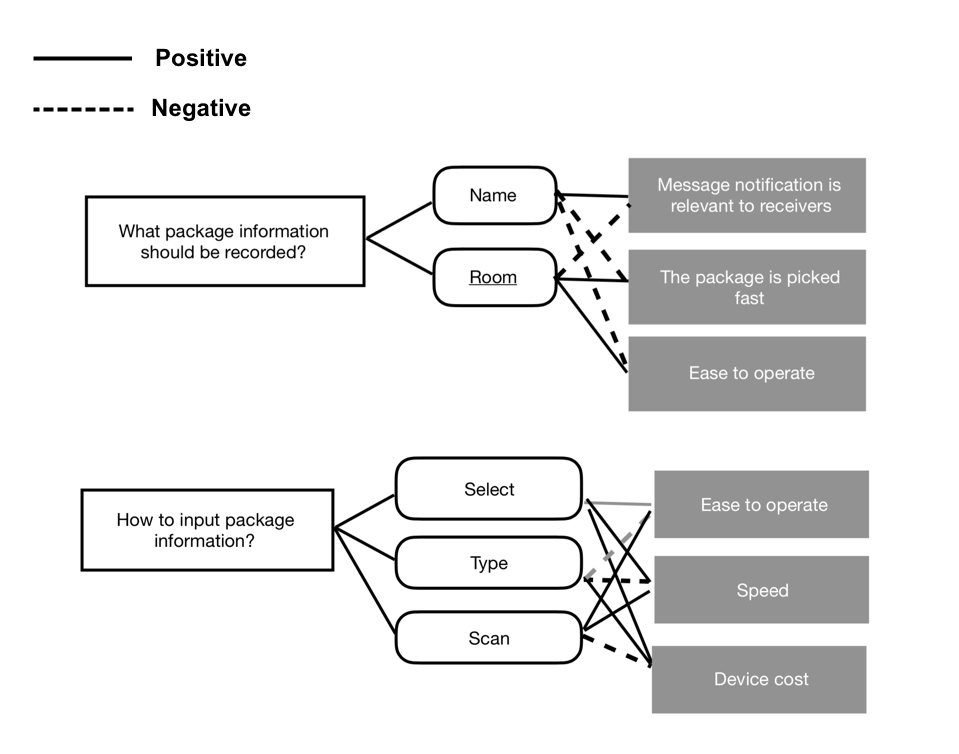 Positive
Negative
What package information
should be recorded?
Name
Room
Message notification is
relevant to receivers
The package is picked
fast
Ease to operate
How to input package
information?
Select
Type
Scan
Ease to operate
Speed
Device cost